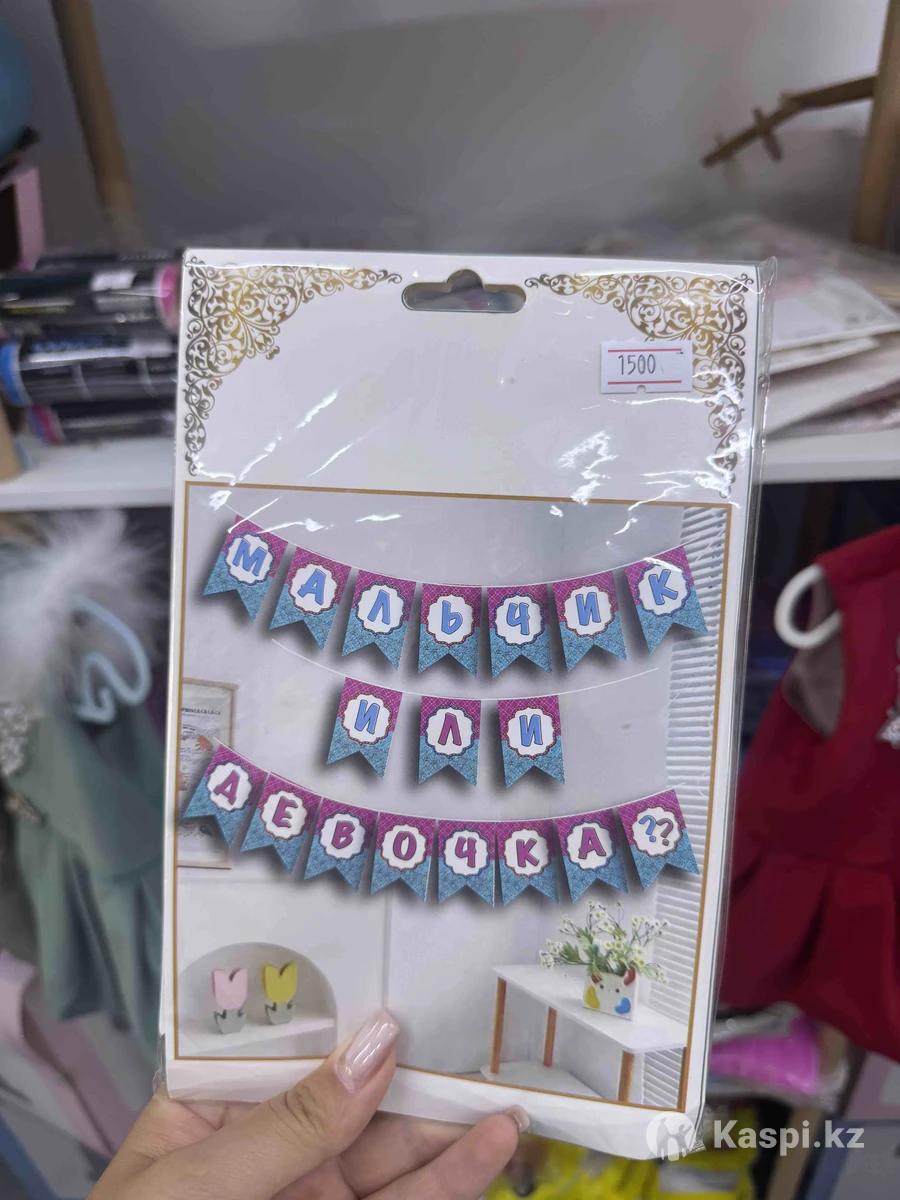 1500
МАЛЬЧИК
ИЛИ
ДЕВОЧКА??
Kaspi.kz